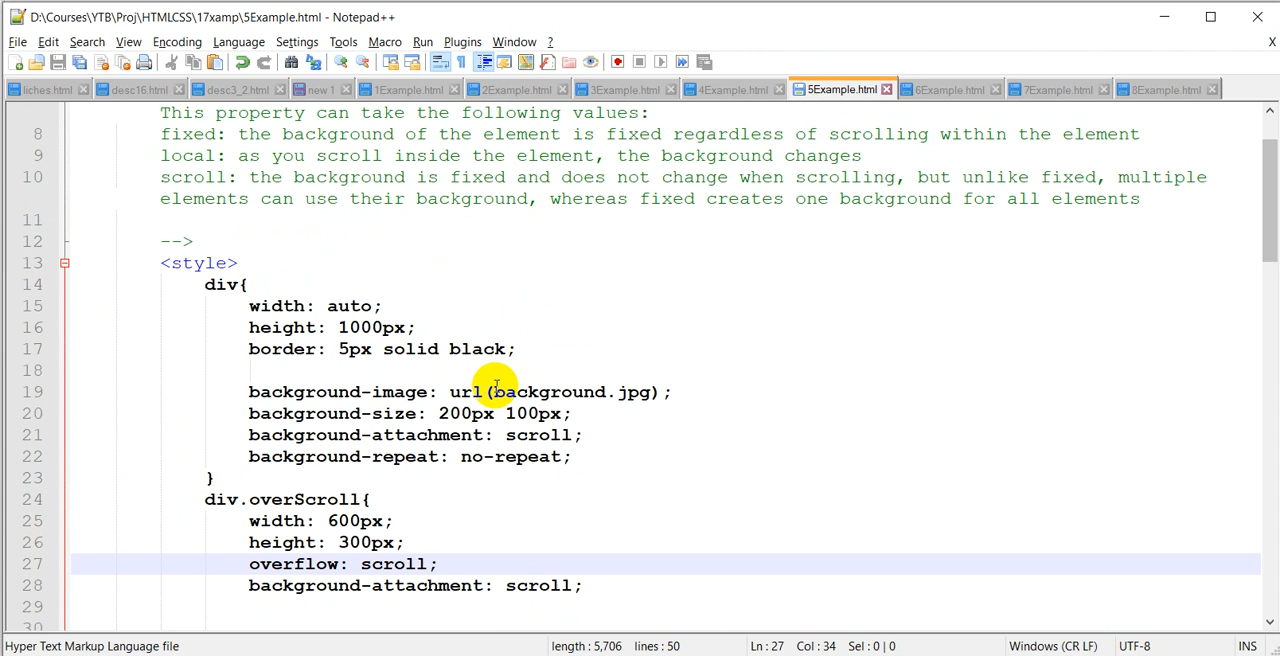 D:\Courses\YTB\Proj\HTMLCSS\17xamp\5Example.html - Notepad++
File Edit Search View Encoding Language Settings Tools Macro Run Plugins Window ? X
liches.html desc16.html desc3_2.html new 1 1Example.html 2Example.html 3Example.html 4Example.html 5Example.html 6Example.html 7Example.html 8Example.html
This property can take the following values:
8 fixed: the background of the element is fixed regardless of scrolling within the element
9 local: as you scroll inside the element, the background changes
10 scroll: the background is fixed and does not change when scrolling, but unlike fixed, multiple
elements can use their background, whereas fixed creates one background for all elements
11
12 -->
13 <style>
14 div{
15 width: auto;
16 height: 1000px;
17 border: 5px solid black;
18
19 background-image: url(background.jpg);
20 background-size: 200px 100px;
21 background-attachment: scroll;
22 background-repeat: no-repeat;
23 }
24 div.overScroll{
25 width: 600px;
26 height: 300px;
27 overflow: scroll;
28 background-attachment: scroll;
29
30
Hyper Text Markup Language file length : 5,706 lines : 50 Ln : 27 Col : 34 Sel : 0 | 0 Windows (CR LF) UTF-8 INS